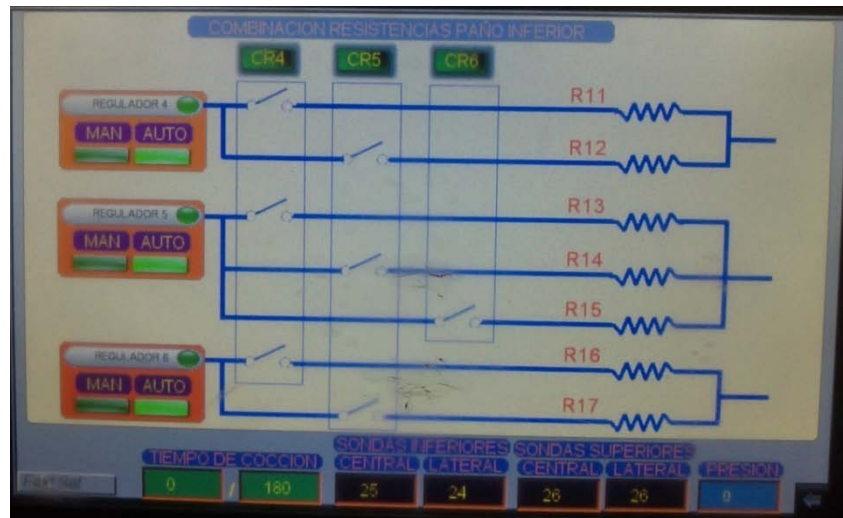 COMBINACION RESISTENCIAS PAÑO INFERIOR
CR4 CR5 CR6
REGULADOR 4
MAN AUTO
R11
R12
REGULADOR 5
MAN AUTO
R13
R14
R15
REGULADOR 6
MAN AUTO
R16
R17
TIEMPO DE COCCION
0 / 180
SONDAS INFERIORES
CENTRAL LATERAL
25 24
SONDAS SUPERIORES
CENTRAL LATERAL
26 26
PRESION
0